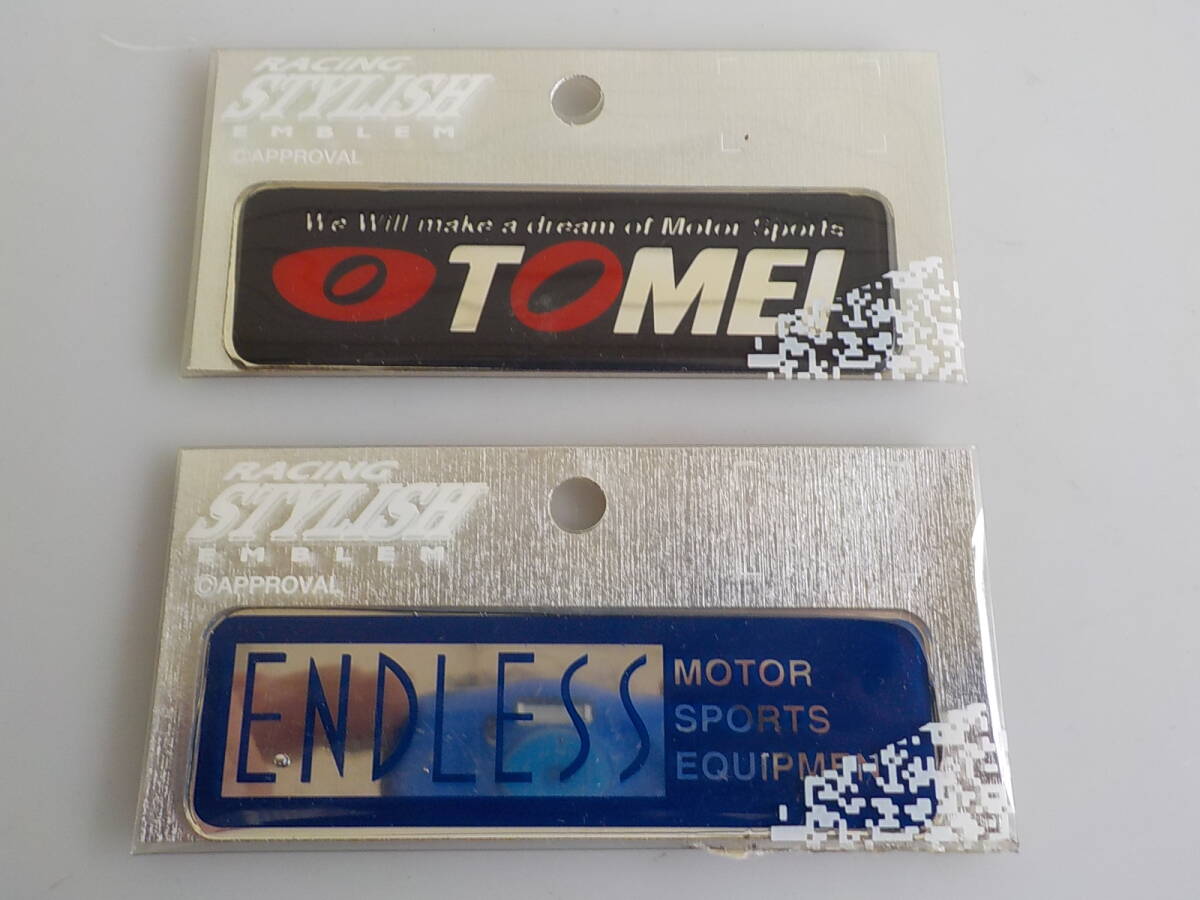 RACING
STYLISH
EMBLEM
©APPROVAL
We Will make a dream of Motor Sports
TOMEI
RACING
STYLISH
EMBLEM
©APPROVAL
ENDLESS
MOTOR
SPORTS
EQUIPMEN